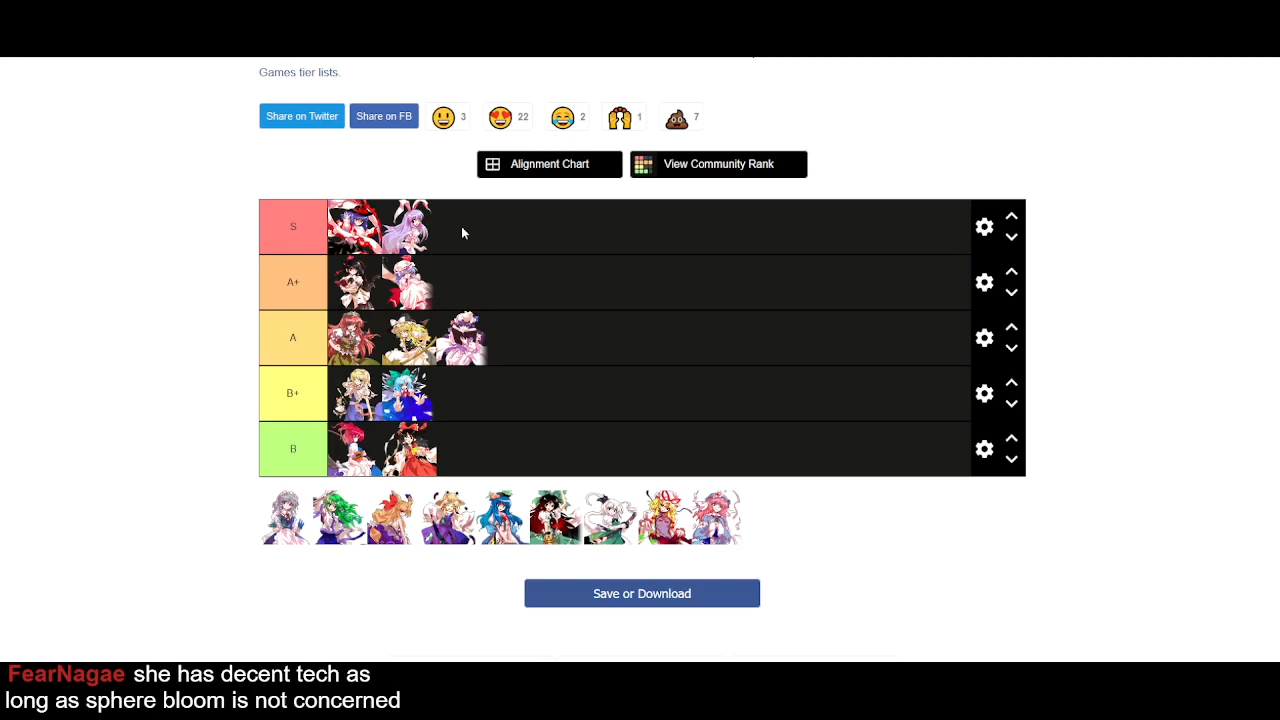 Games tier lists.
Share on Twitter Share on FB 3 22 2 1 7
Alignment Chart View Community Rank
S
A+
A
B+
B
Save or Download
FearNagae she has decent tech as
long as sphere bloom is not concerned